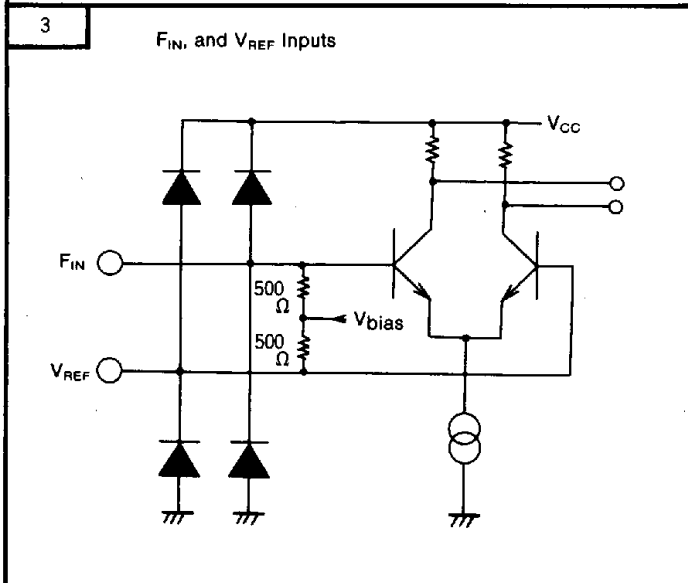 3
FIN, and VREF Inputs
VCC
FIN
500
Ω
Vbias
500
Ω
VREF